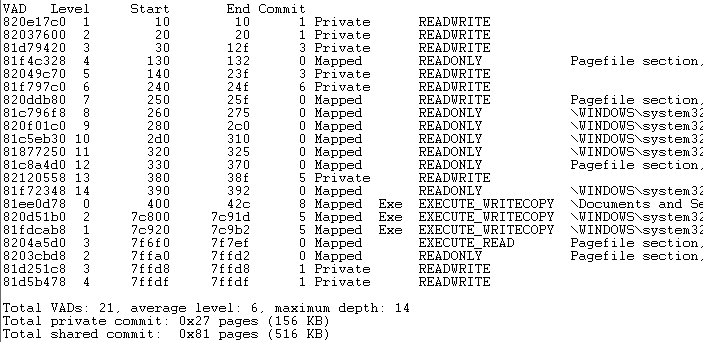 VAD   Level     Start       End Commit
820e17c0  1        10        10      1 Private       READWRITE
82037600  2        20        20      1 Private       READWRITE
81d79420  3        30       12f      3 Private       READWRITE
81f4c328  4       130       132      0 Mapped        READONLY           Pagefile section,
82049c70  5       140       23f      3 Private       READWRITE
81f797c0  6       240       24f      6 Private       READWRITE
820ddb80  7       250       25f      0 Mapped        READWRITE          Pagefile section,
81c796f8  8       260       275      0 Mapped        READONLY           \WINDOWS\system32
820f01c0  9       280       2c0      0 Mapped        READONLY           \WINDOWS\system32
81c5eb30 10       2d0       310      0 Mapped        READONLY           \WINDOWS\system32
81877250 11       320       325      0 Mapped        READONLY           \WINDOWS\system32
81c8a4d0 12       330       370      0 Mapped        READONLY           Pagefile section,
82120558 13       380       38f      5 Private       READWRITE
81f72348 14       390       392      0 Mapped        READONLY           \WINDOWS\system32
81ee0d78  0       400       42c      8 Mapped   Exe  EXECUTE_WRITECOPY  \Documents and Se
820d51b0  2     7c800     7c91d      5 Mapped   Exe  EXECUTE_WRITECOPY  \WINDOWS\system32
81fdcab8  1     7c920     7c9b2      5 Mapped   Exe  EXECUTE_WRITECOPY  \WINDOWS\system32
8204a5d0  3     7f6f0     7f7ef      0 Mapped        EXECUTE_READ       Pagefile section,
8203cbd8  2     7ffa0     7ffd2      0 Mapped        READONLY           Pagefile section,
81d251c8  3     7ffd8     7ffd8      1 Private       READWRITE
81d5b478  4     7ffdf     7ffdf      1 Private       READWRITE
Total VADs: 21, average level: 6, maximum depth: 14
Total private commit: 0x27 pages (156 KB)
Total shared commit:  0x81 pages (516 KB)